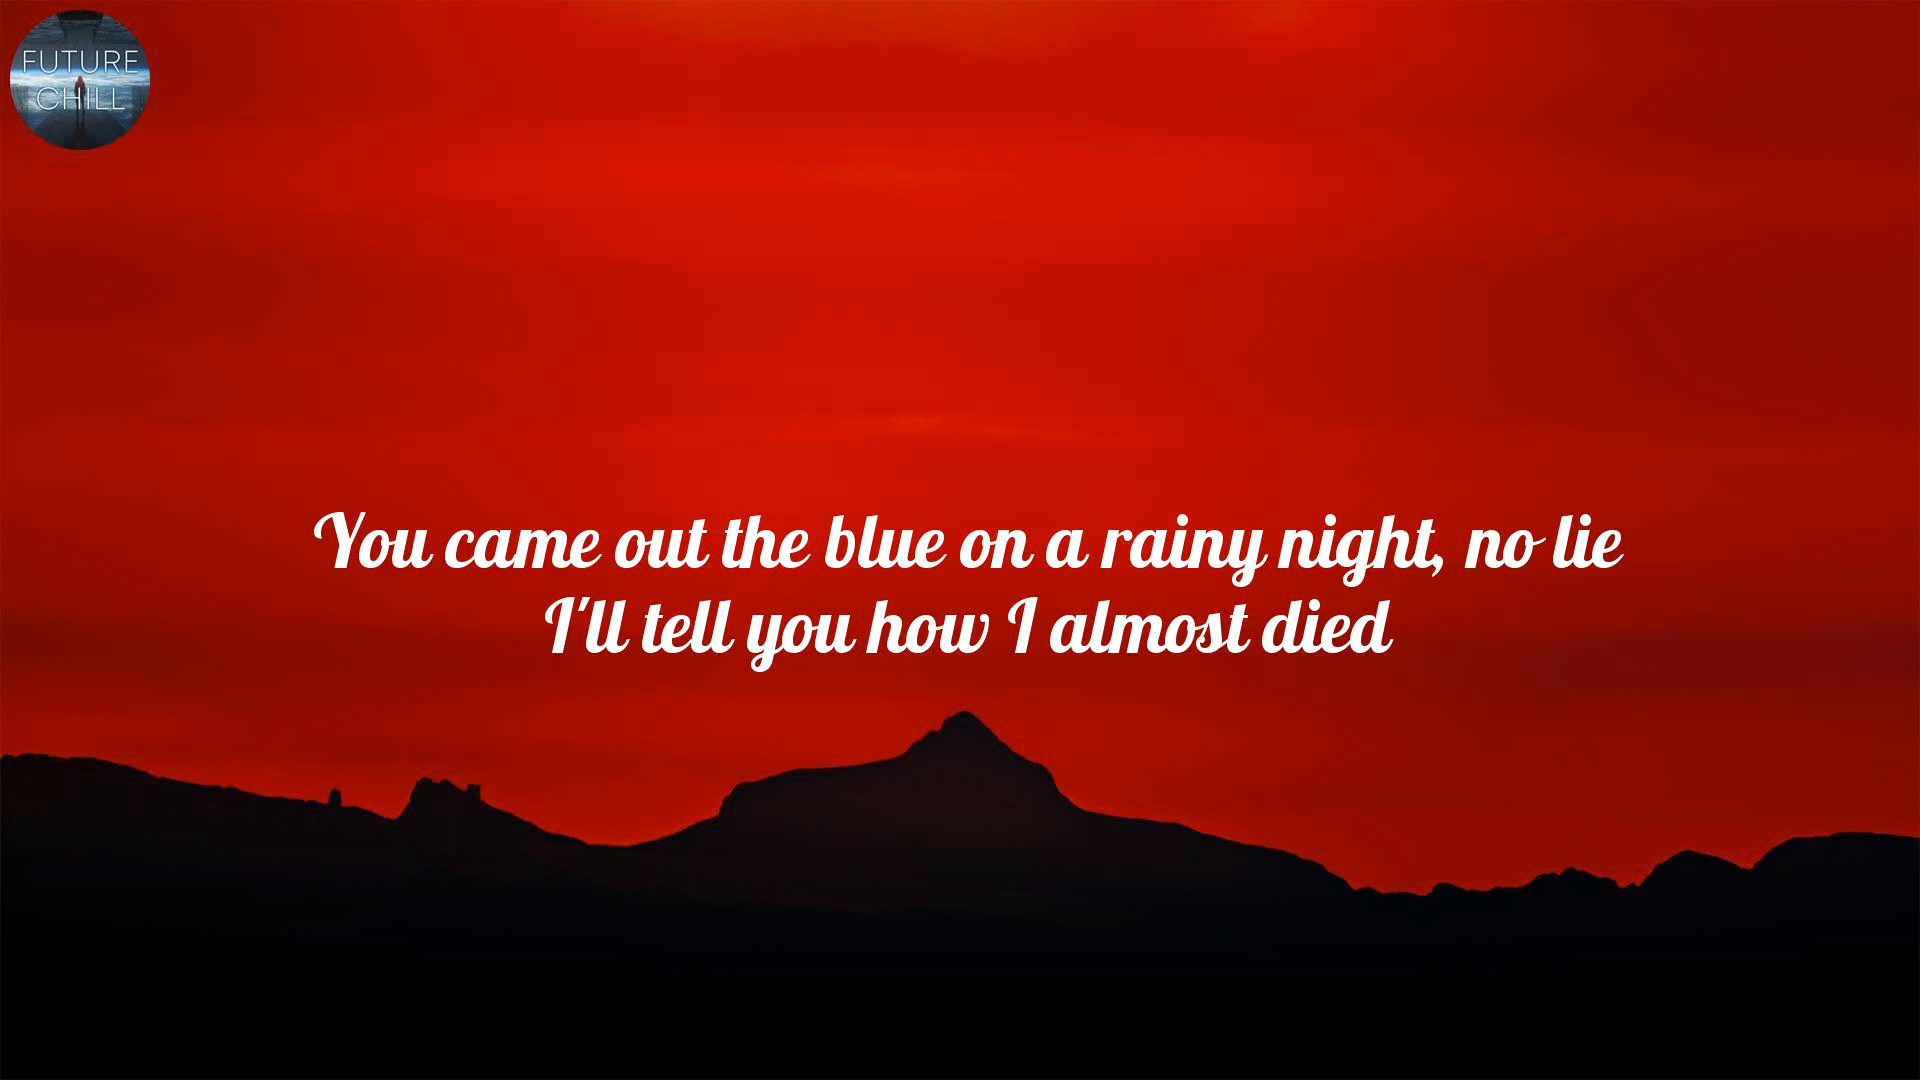 FUTURE
CHILL
You came out the blue on a rainy night, no lie
I'll tell you how I almost died